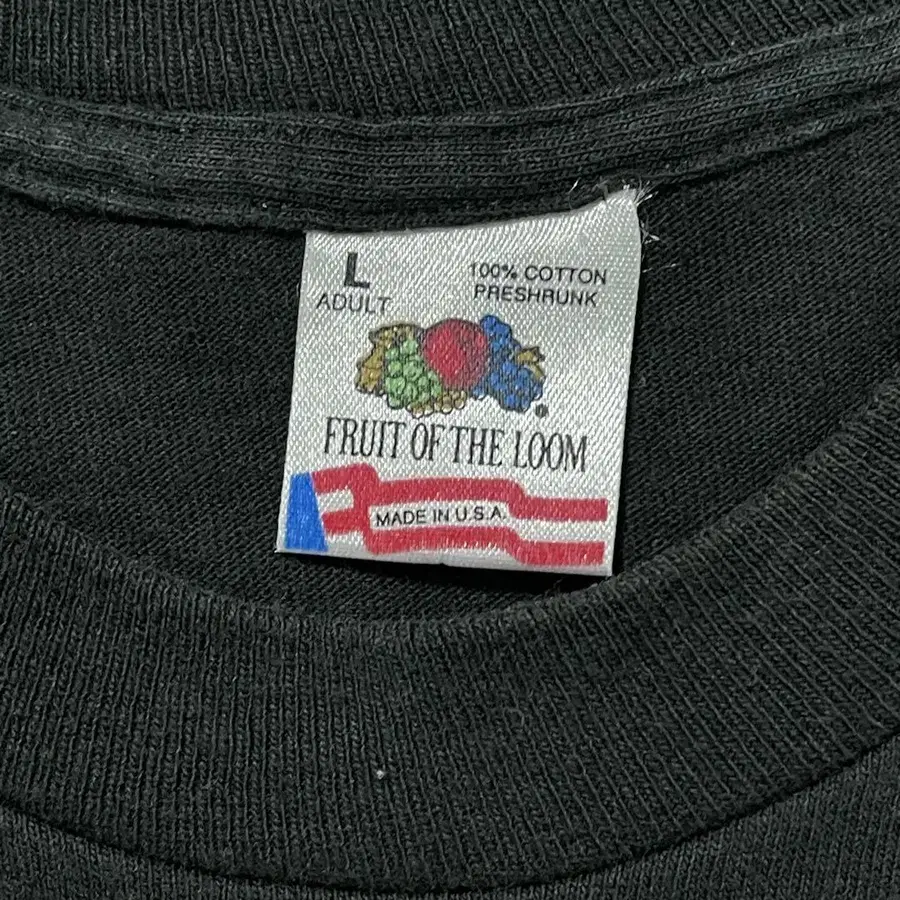 L
ADULT
100% COTTON
PRESHRUNK
®
FRUIT OF THE LOOM
MADE IN U.S.A.